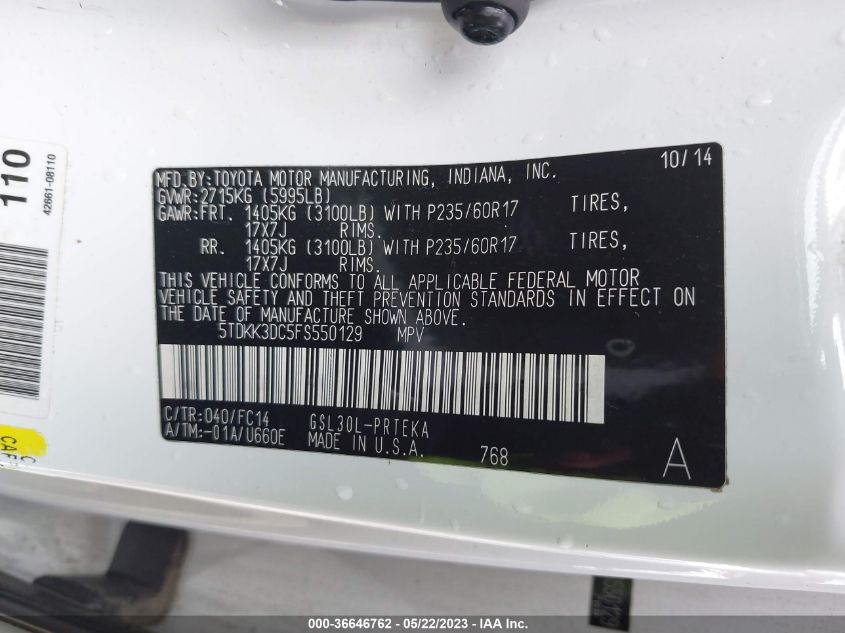 MFD.BY:TOYOTA MOTOR MANUFACTURING, INDIANA, INC. 10/14
GVWR:2715KG (5995LB)
GAWR:FRT. 1405KG (3100LB) WITH P235/60R17 TIRES,
17X7J RIMS.
RR. 1405KG (3100LB) WITH P235/60R17 TIRES,
17X7J RIMS.
THIS VEHICLE CONFORMS TO ALL APPLICABLE FEDERAL MOTOR
VEHICLE SAFETY AND THEFT PREVENTION STANDARDS IN EFFECT ON
THE DATE OF MANUFACTURE SHOWN ABOVE.
5TDKK3DC5FS550129 MPV
C/TR:040/FC14 GSL30L-PRTEKA
A/TM:-01A/U660E MADE IN U.S.A. 768 A
110
42661-08110
000-36646762 - 05/22/2023 - IAA Inc.